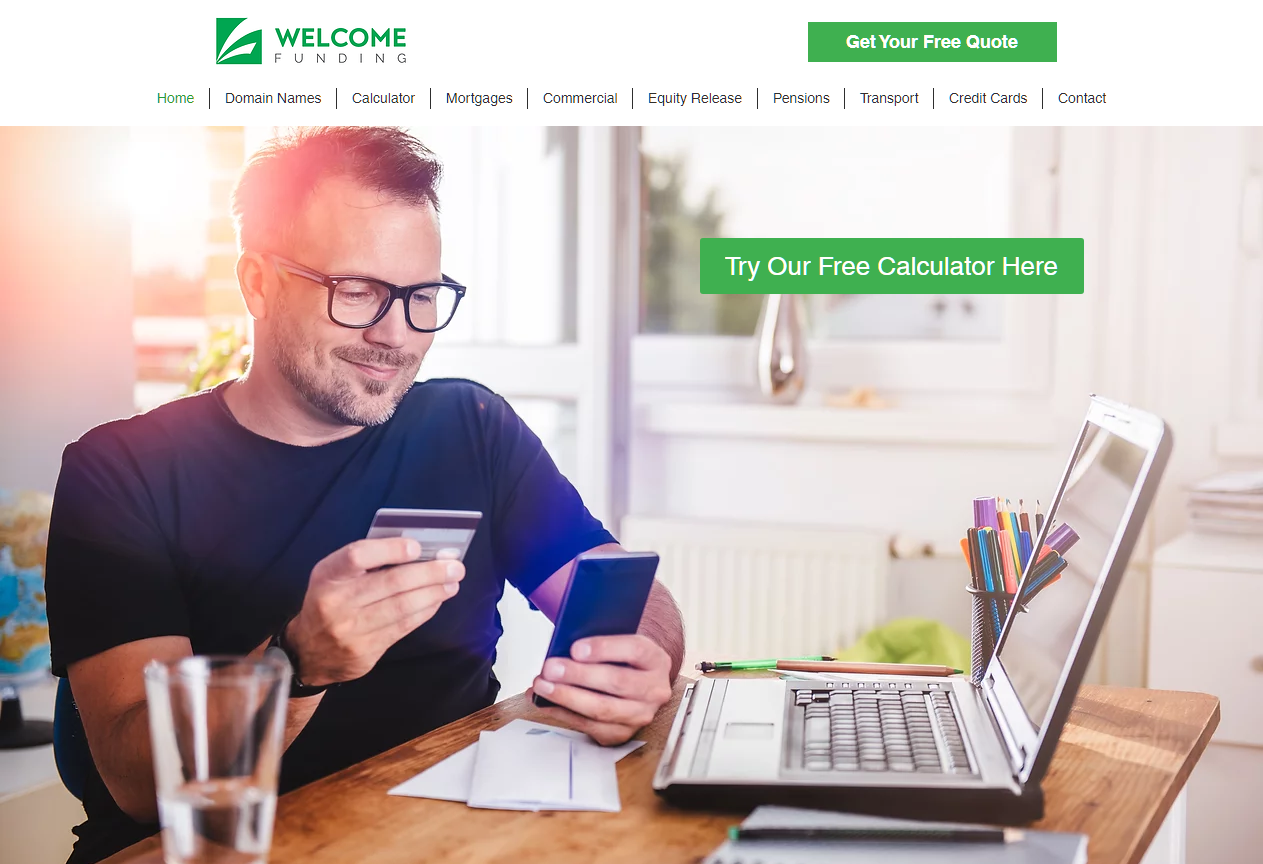 WELCOME
FUNDING
Get Your Free Quote
Home
Domain Names
Calculator
Mortgages
Commercial
Equity Release
Pensions
Transport
Credit Cards
Contact
Try Our Free Calculator Here